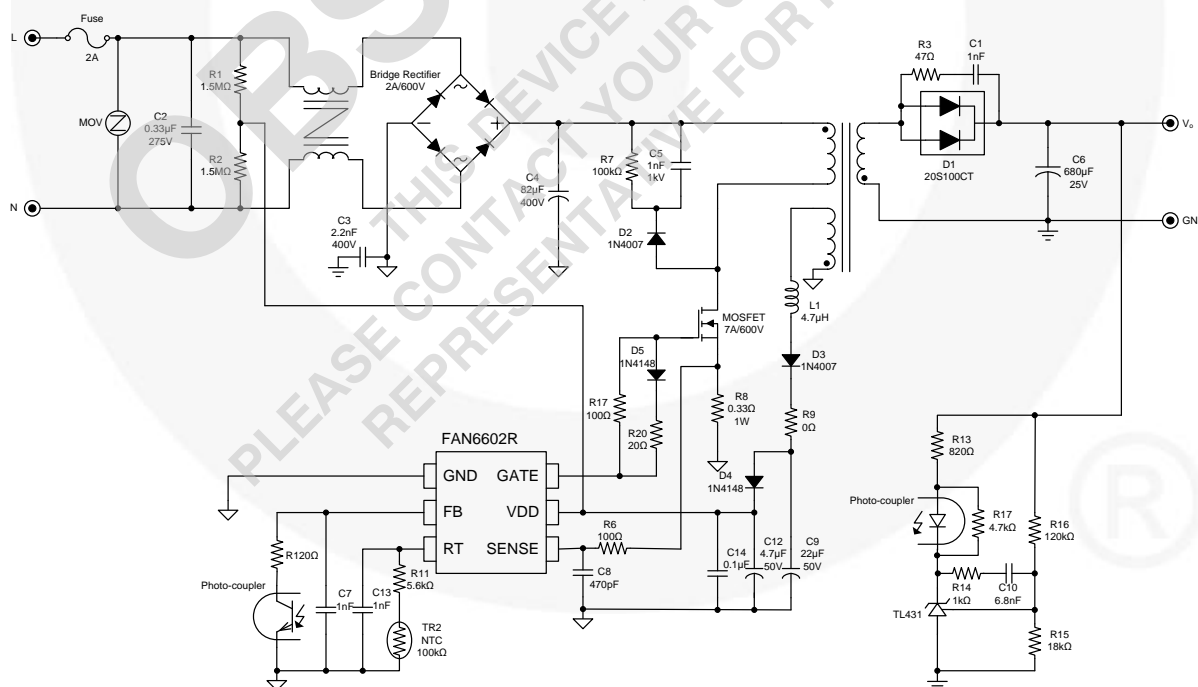 Fuse
L
2A
MOV
C2
0.33µF
275V
R1
1.5MΩ
R2
1.5MΩ
N
Bridge Rectifier
2A/600V
C3
2.2nF
400V
C4
82µF
400V
R7
100kΩ
C5
1nF
1kV
D2
1N4007
R3
47Ω
C1
1nF
D1
20S100CT
Vo
C6
680µF
25V
GN
MOSFET
7A/600V
L1
4.7µH
D3
1N4007
R9
0Ω
D5
1N4148
R17
100Ω
R20
20Ω
R8
0.33Ω
1W
D4
1N4148
FAN6602R
GND
GATE
FB
VDD
RT
SENSE
R6
100Ω
C8
470pF
C14
0.1µF
C12
4.7µF
50V
C9
22µF
50V
R120Ω
Photo-coupler
C7
1nF
C13
1nF
R11
5.6kΩ
TR2
NTC
100kΩ
R13
820Ω
Photo-coupler
R17
4.7kΩ
R16
120kΩ
R14
1kΩ
C10
6.8nF
TL431
R15
18kΩ
THIS DEVICE
PLEASE CONTACT YOUR
REPRESENTATIVE FOR
®